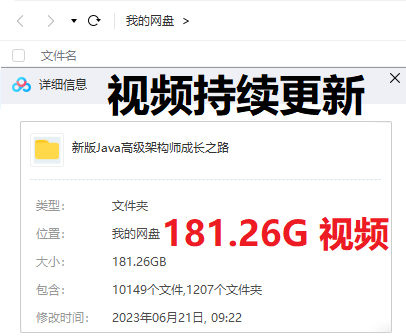 我的网盘 >
文件名
详细信息
视频持续更新
新版Java高级架构师成长之路
类型: 文件夹
位置: 我的网盘
181.26G 视频
大小: 181.26GB
包含: 10149个文件,1207个文件夹
修改时间: 2023年06月21日, 09:22